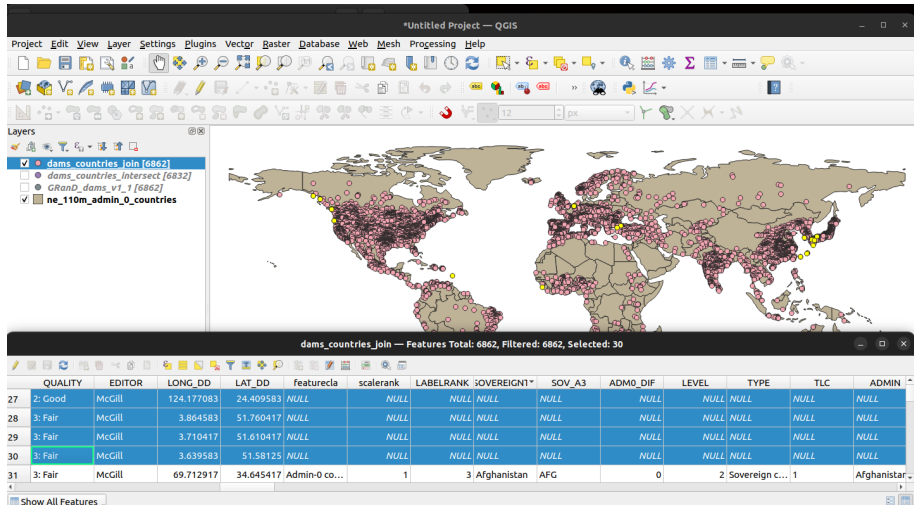 *Untitled Project — QGIS
Project Edit View Layer Settings Plugins Vector Raster Database Web Mesh Processing Help
abc abc abc abc » ?
12 px
Layers
dams_countries_join [6862]
dams_countries_intersect [6832]
GRanD_dams_v1_1 [6862]
ne_110m_admin_0_countries
dams_countries_join — Features Total: 6862, Filtered: 6862, Selected: 30
QUALITY EDITOR LONG_DD LAT_DD featurecla scalerank LABELRANK SOVEREIGNT SOV_A3 ADM0_DIF LEVEL TYPE TLC ADMIN
27 2: Good McGill 124.177083 24.409583 NULL NULL NULL NULL NULL NULL NULL NULL NULL NULL
28 3: Fair McGill 3.864583 51.760417 NULL NULL NULL NULL NULL NULL NULL NULL NULL NULL
29 3: Fair McGill 3.710417 51.610417 NULL NULL NULL NULL NULL NULL NULL NULL NULL NULL
30 3: Fair McGill 3.639583 51.58125 NULL NULL NULL NULL NULL NULL NULL NULL NULL NULL
31 3: Fair McGill 69.712917 34.645417 Admin-0 co... 1 3 Afghanistan AFG 0 2 Sovereign c... 1 Afghanistan
Show All Features